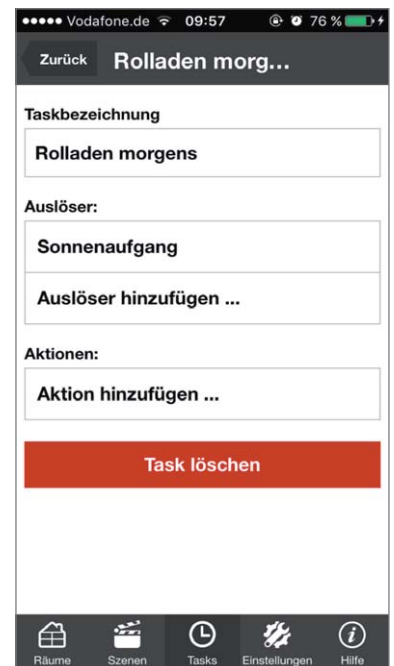 Vodafone.de 09:57 76 %
Zurück Rolladen morg...
Taskbezeichnung
Rolladen morgens
Auslöser:
Sonnenaufgang
Auslöser hinzufügen ...
Aktionen:
Aktion hinzufügen ...
Task löschen
Räume Szenen Tasks Einstellungen Hilfe